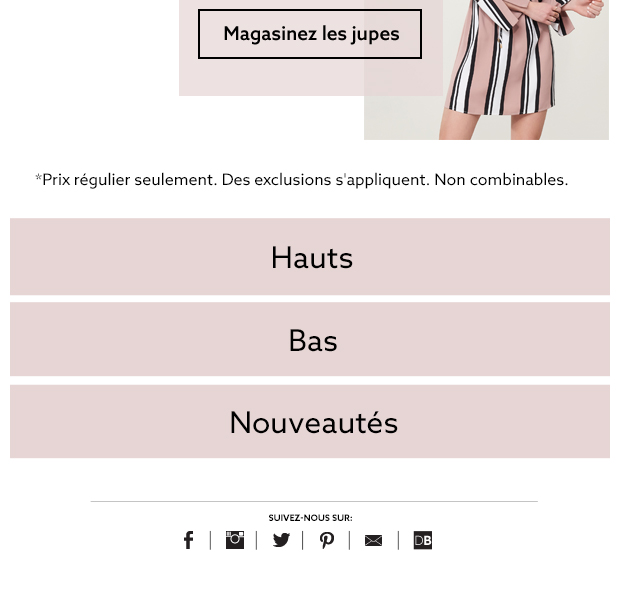 Magasinez les jupes
*Prix régulier seulement. Des exclusions s'appliquent. Non combinables.
Hauts
Bas
Nouveautés
SUIVEZ-NOUS SUR:
DB